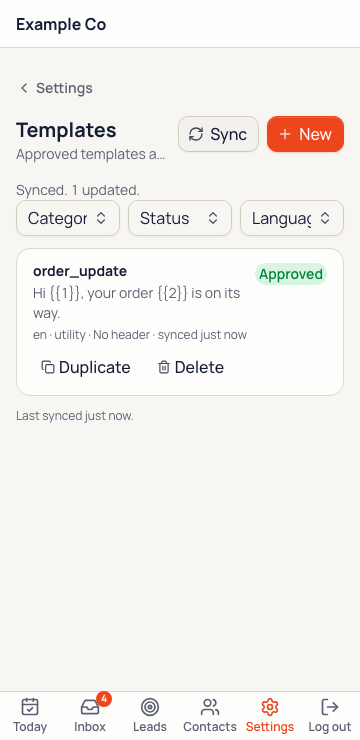 Example Co
Settings
Templates
Sync
New
Approved templates a...
Synced. 1 updated.
Categor
Status
Languag
order_update
Approved
Hi {{1}}, your order {{2}} is on its
way.
en · utility · No header · synced just now
Duplicate
Delete
Last synced just now.
4
Today
Inbox
Leads
Contacts
Settings
Log out